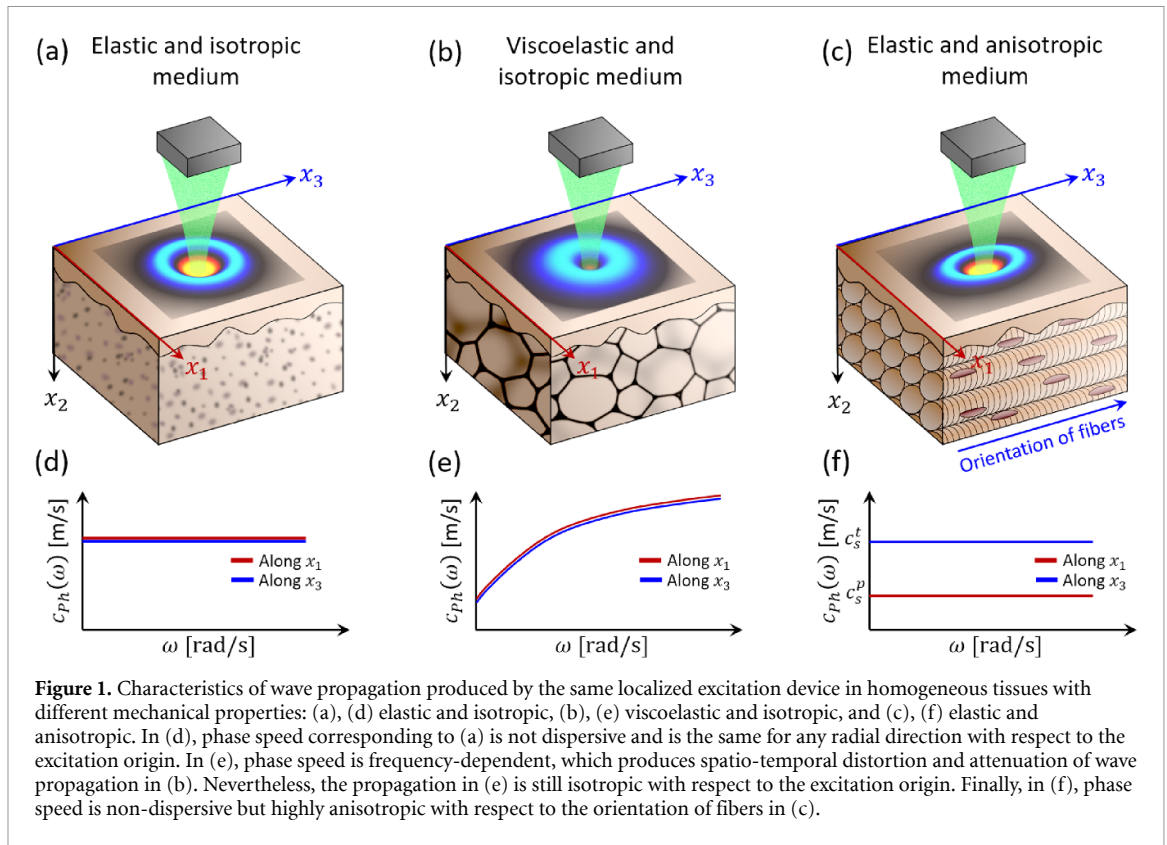 (a) Elastic and isotropic
medium
(b) Viscoelastic and
isotropic medium
(c) Elastic and anisotropic
medium
x₃
x₁
x₂
x₃
x₁
x₂
x₃
x₁
x₂
Orientation of fibers
(d)
c_Ph(ω) [m/s]
Along x₁
Along x₃
ω [rad/s]
(e)
c_Ph(ω) [m/s]
Along x₁
Along x₃
ω [rad/s]
(f)
c_Ph(ω) [m/s]
c_s^t
c_s^p
Along x₁
Along x₃
ω [rad/s]
Figure 1. Characteristics of wave propagation produced by the same localized excitation device in homogeneous tissues with
different mechanical properties: (a), (d) elastic and isotropic, (b), (e) viscoelastic and isotropic, and (c), (f) elastic and
anisotropic. In (d), phase speed corresponding to (a) is not dispersive and is the same for any radial direction with respect to the
excitation origin. In (e), phase speed is frequency-dependent, which produces spatio-temporal distortion and attenuation of wave
propagation in (b). Nevertheless, the propagation in (e) is still isotropic with respect to the excitation origin. Finally, in (f), phase
speed is non-dispersive but highly anisotropic with respect to the orientation of fibers in (c).